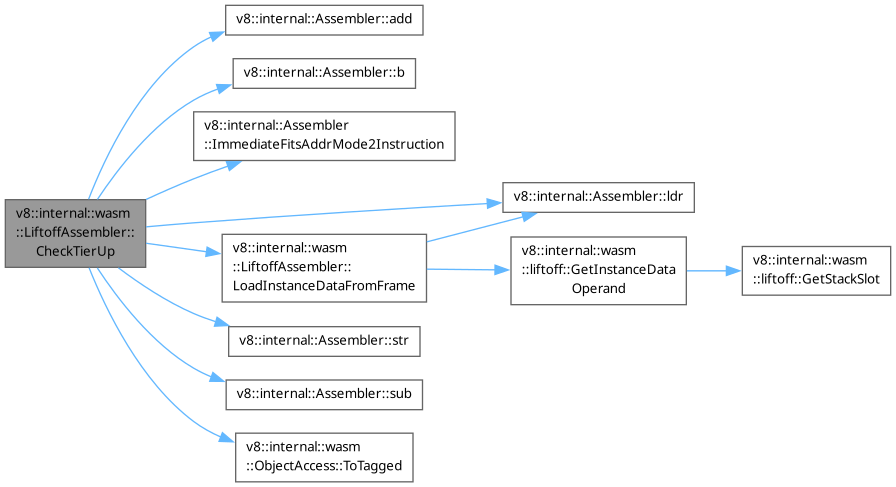 v8::internal::Assembler::add
v8::internal::Assembler::b
v8::internal::Assembler
::ImmediateFitsAddrMode2Instruction
v8::internal::Assembler::ldr
v8::internal::wasm
::LiftoffAssembler::
CheckTierUp
v8::internal::wasm
::LiftoffAssembler::
LoadInstanceDataFromFrame
v8::internal::wasm
::liftoff::GetInstanceData
Operand
v8::internal::wasm
::liftoff::GetStackSlot
v8::internal::Assembler::str
v8::internal::Assembler::sub
v8::internal::wasm
::ObjectAccess::ToTagged